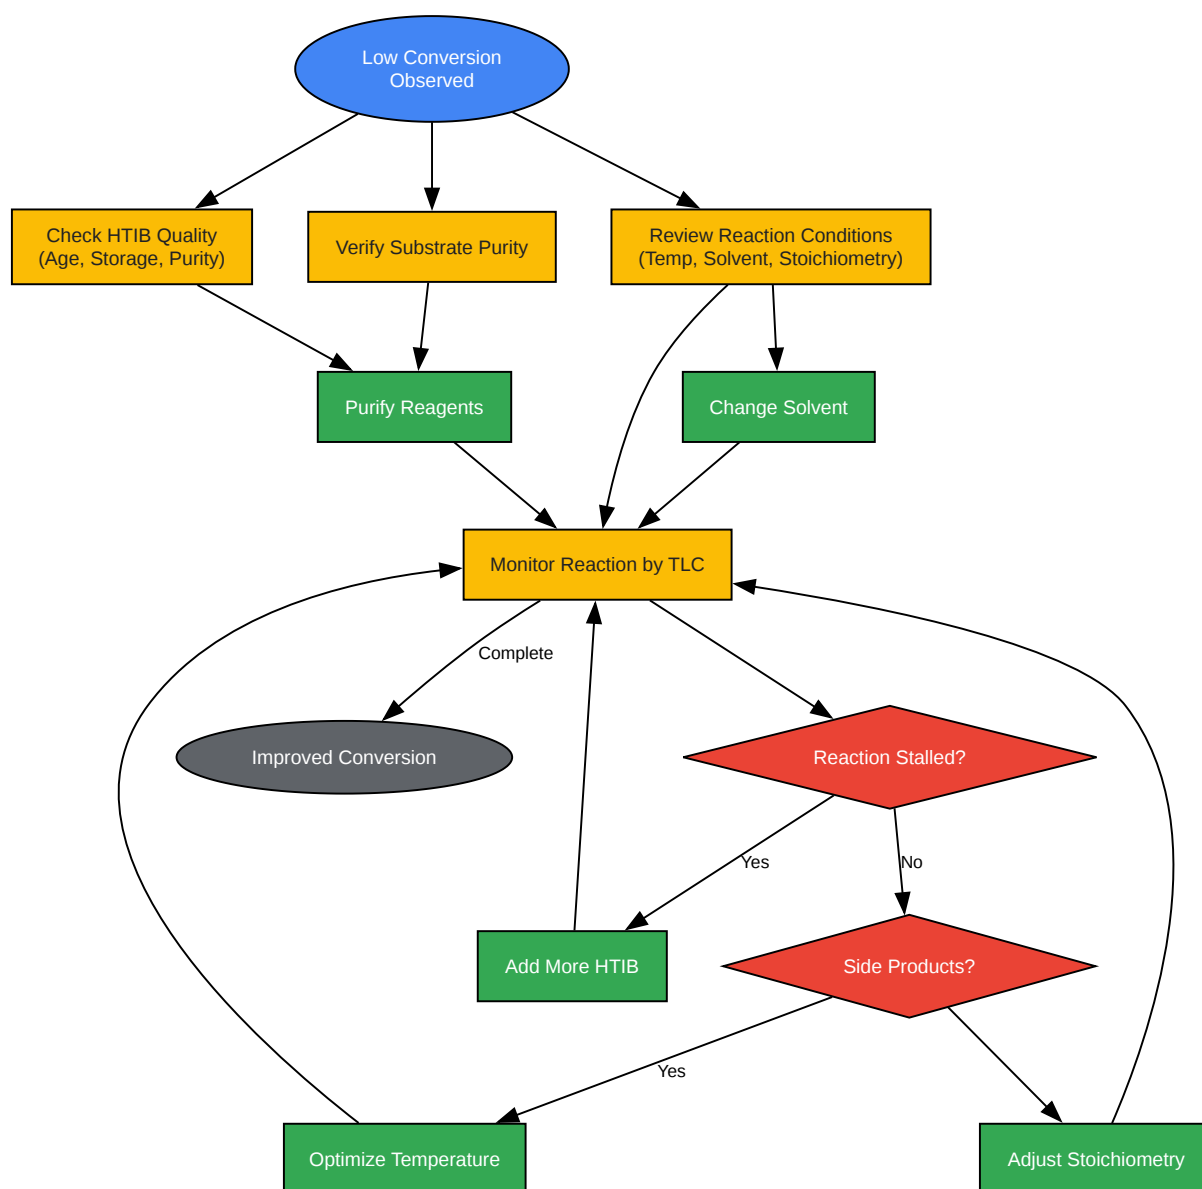 Low Conversion
Observed
Check HTIB Quality
(Age, Storage, Purity)
Verify Substrate Purity
Review Reaction Conditions
(Temp, Solvent, Stoichiometry)
Purify Reagents
Change Solvent
Monitor Reaction by TLC
Complete
Improved Conversion
Reaction Stalled?
Yes
No
Add More HTIB
Side Products?
Yes
Optimize Temperature
Adjust Stoichiometry